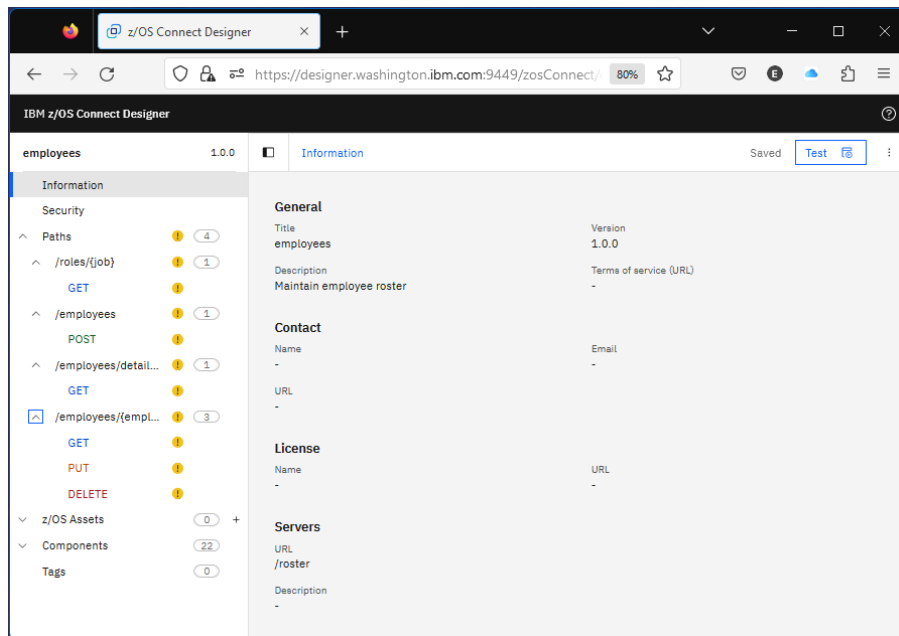 z/OS Connect Designer
https://designer.washington.ibm.com:9449/zosConnect/ 80%
E
IBM z/OS Connect Designer
employees 1.0.0
Information
Security
Paths 4
/roles/{job} 1
GET
/employees 1
POST
/employees/detail... 1
GET
/employees/{empl... 3
GET
PUT
DELETE
z/OS Assets 0 +
Components 22
Tags 0
Information Saved Test
General
Title Version
employees 1.0.0
Description Terms of service (URL)
Maintain employee roster -
Contact
Name Email
- -
URL
-
License
Name URL
- -
Servers
URL
/roster
Description
-